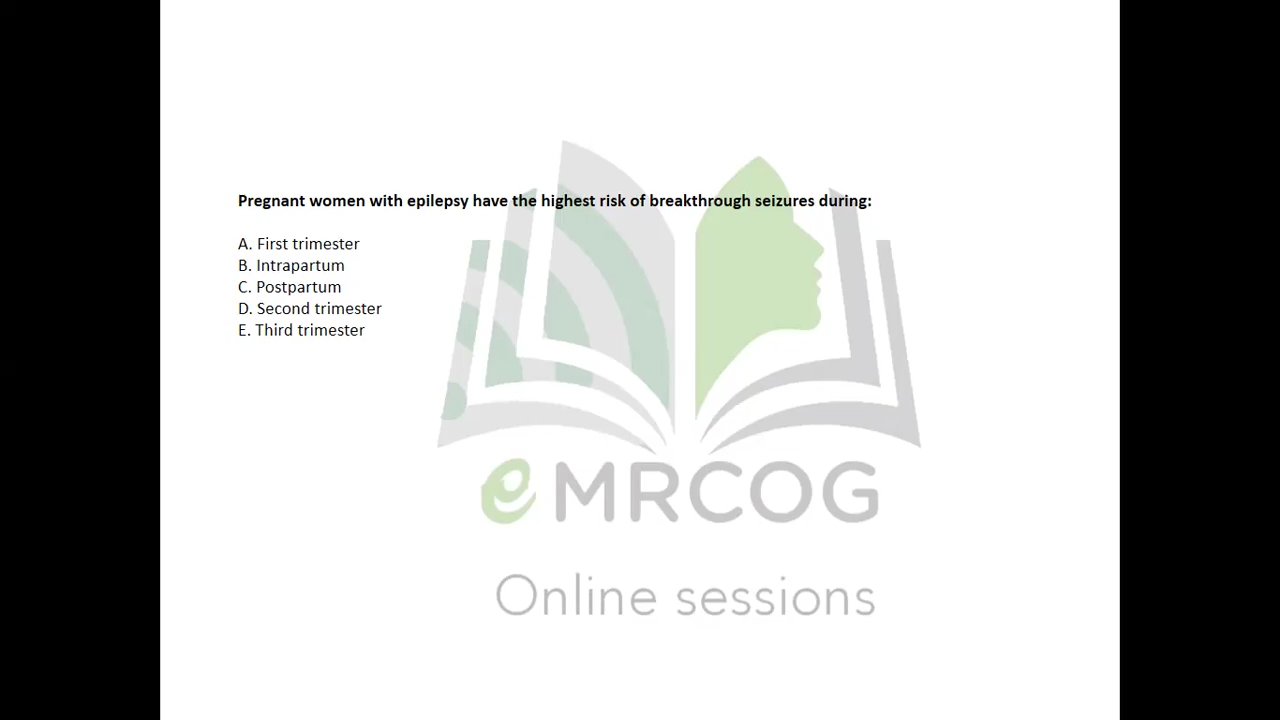 Pregnant women with epilepsy have the highest risk of breakthrough seizures during:
A. First trimester
B. Intrapartum
C. Postpartum
D. Second trimester
E. Third trimester
eMRCOG
Online sessions